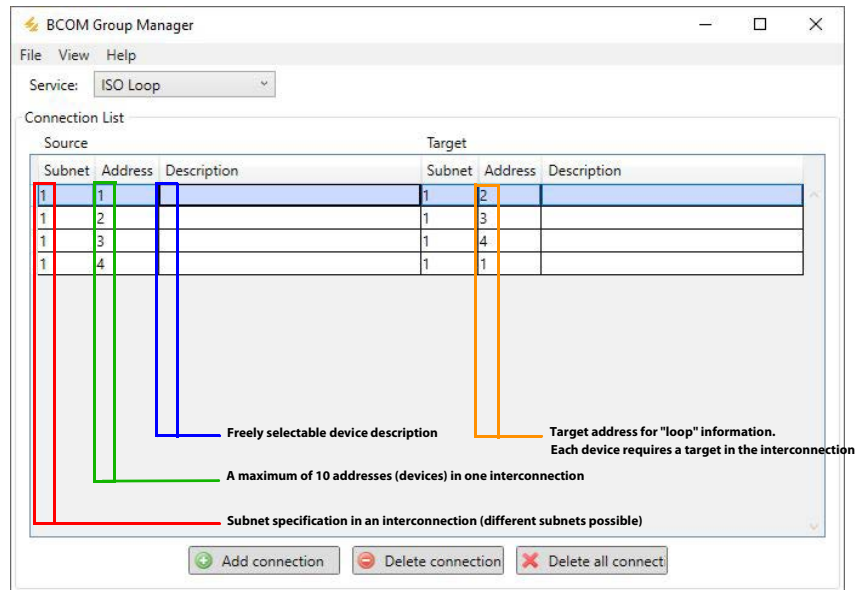 BCOM Group Manager
File View Help
Service: ISO Loop
Connection List
Source Target
Subnet Address Description Subnet Address Description
1 1 1 2
1 2 1 3
1 3 1 4
1 4 1 1
Freely selectable device description
Target address for "loop" information.
Each device requires a target in the interconnection
A maximum of 10 addresses (devices) in one interconnection
Subnet specification in an interconnection (different subnets possible)
Add connection Delete connection Delete all connect